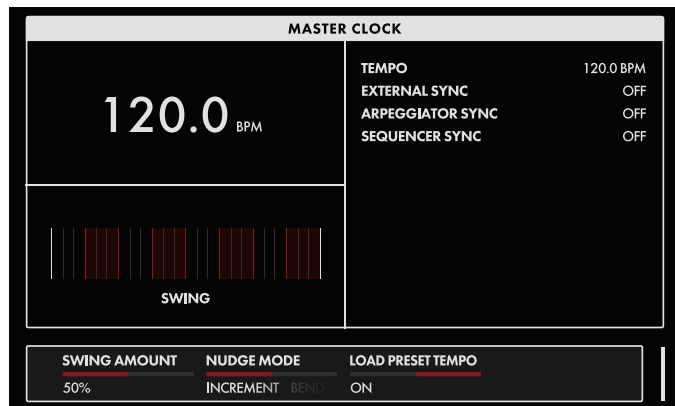 MASTER CLOCK
120.0 BPM
SWING
TEMPO 120.0 BPM
EXTERNAL SYNC OFF
ARPEGGIATOR SYNC OFF
SEQUENCER SYNC OFF
SWING AMOUNT NUDGE MODE LOAD PRESET TEMPO
50% INCREMENT BEND ON